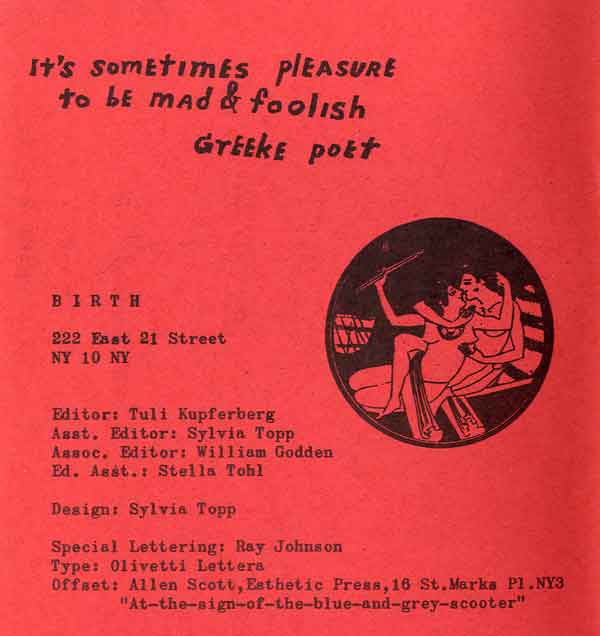 It's sometimes pleasure
to be mad & foolish
Greeke poet
B I R T H
222 East 21 Street
NY 10 NY
Editor: Tuli Kupferberg
Asst. Editor: Sylvia Topp
Assoc. Editor: William Godden
Ed. Asst.: Stella Tohl
Design: Sylvia Topp
Special Lettering: Ray Johnson
Type: Olivetti Lettera
Offset: Allen Scott,Esthetic Press,16 St.Marks Pl.NY3
"At-the-sign-of-the-blue-and-grey-scooter"